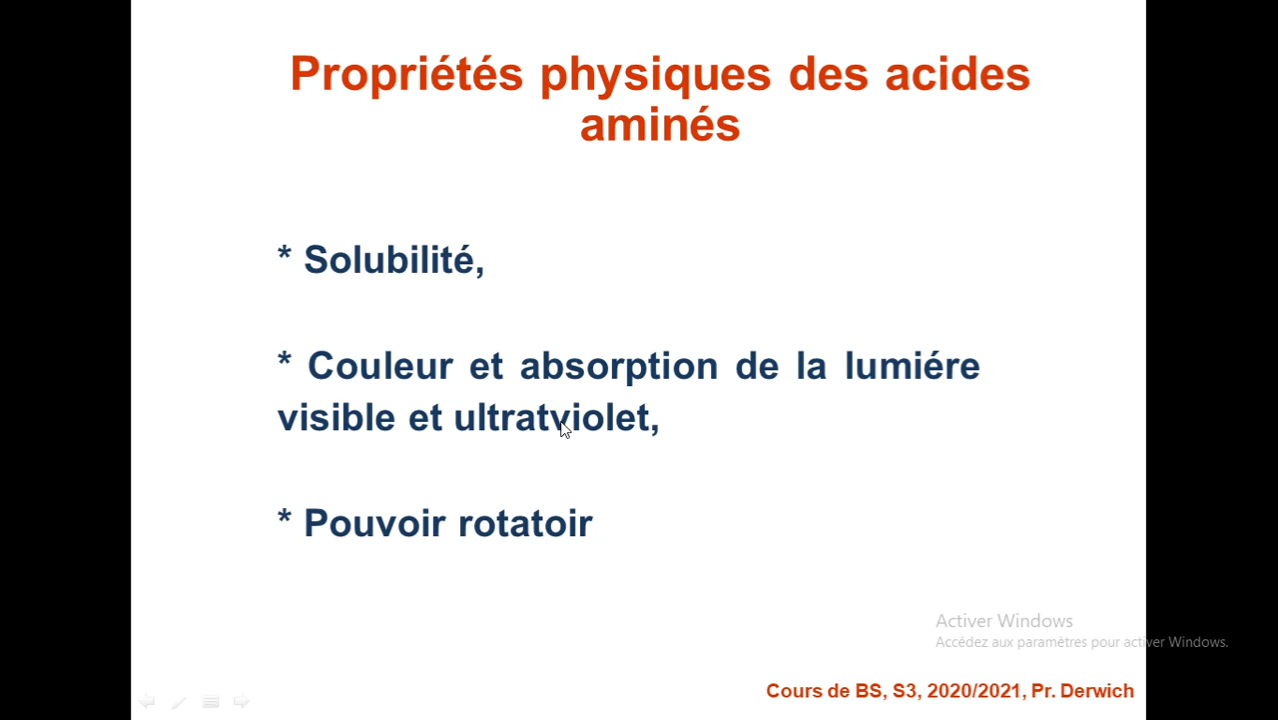 Propriétés physiques des acides
aminés
* Solubilité,
* Couleur et absorption de la lumiére
visible et ultratviolet,
* Pouvoir rotatoir
Activer Windows
Accédez aux paramètres pour activer Windows.
Cours de BS, S3, 2020/2021, Pr. Derwich